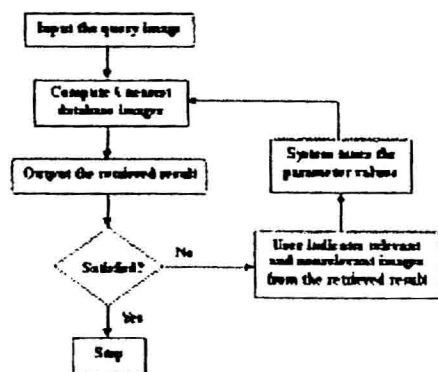 Input the query image
Compute k nearest
database images
Output the retrieved result
Satisfied?
No
Yes
Stop
System tunes the
parameter values
User indicates relevant
and nonrelevant images
from the retrieved result